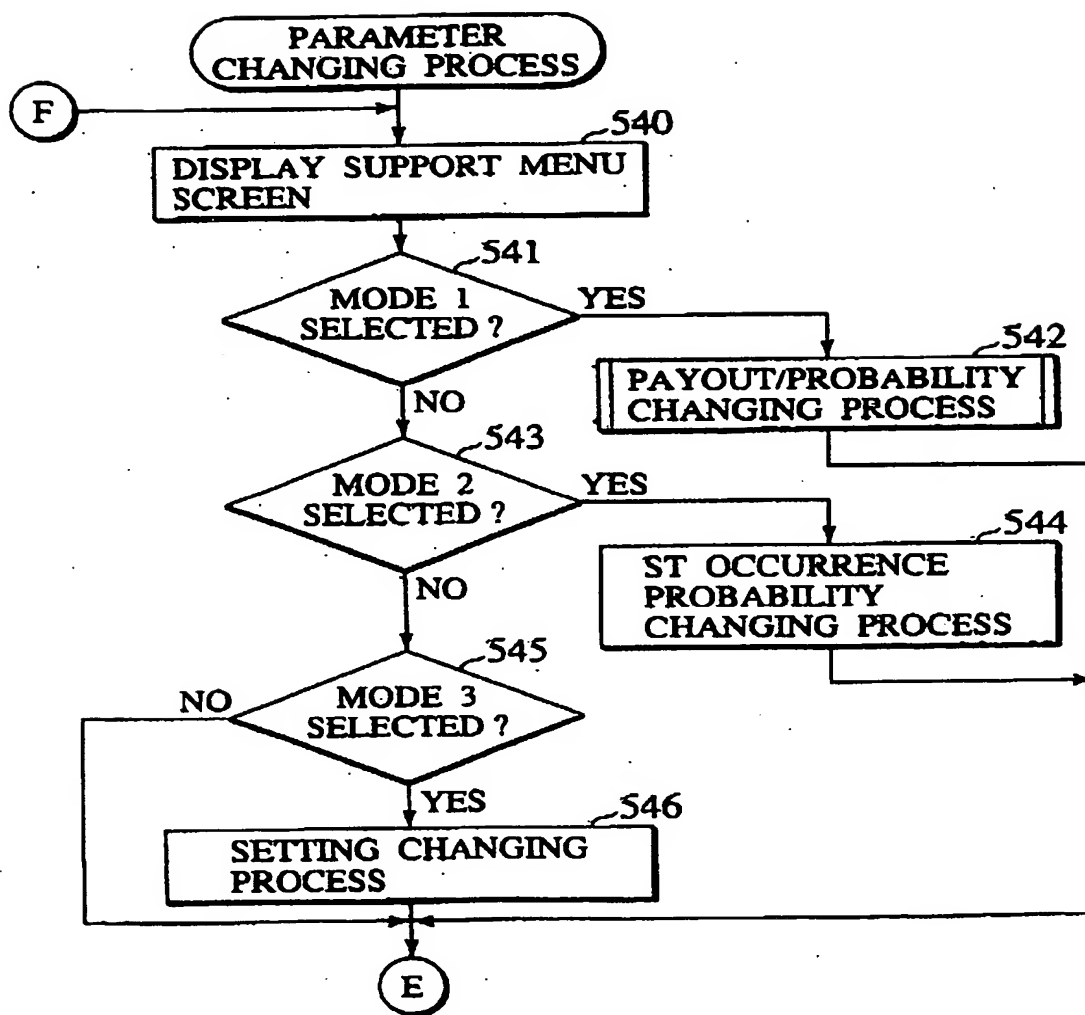 PARAMETER
CHANGING PROCESS
F
540
DISPLAY SUPPORT MENU
SCREEN
541
MODE 1
SELECTED ?
YES
542
PAYOUT/PROBABILITY
CHANGING PROCESS
NO
543
MODE 2
SELECTED ?
YES
544
ST OCCURRENCE
PROBABILITY
CHANGING PROCESS
NO
545
MODE 3
SELECTED ?
NO
YES
546
SETTING CHANGING
PROCESS
E